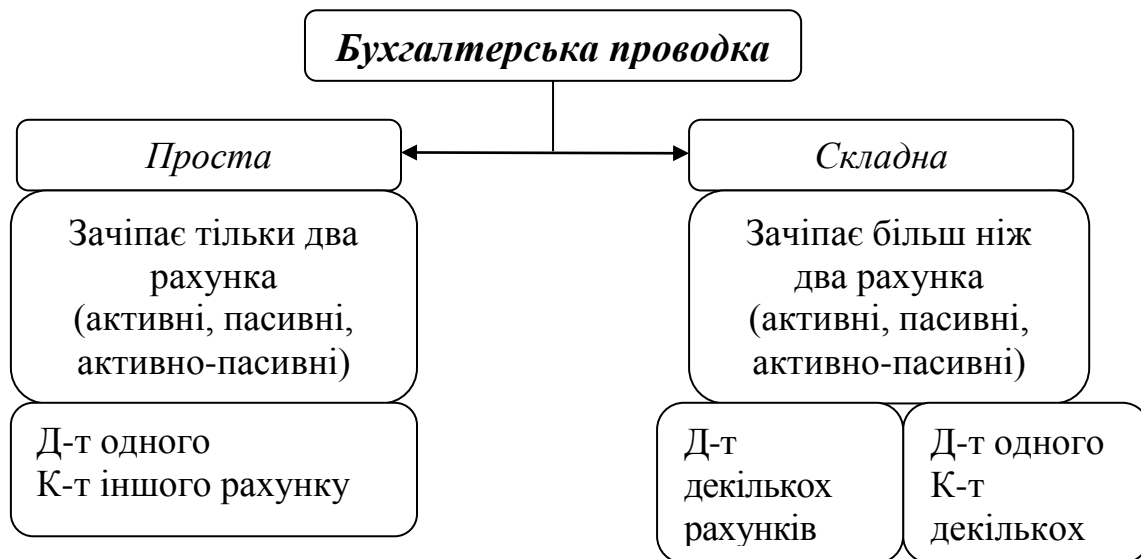 Бухгалтерська проводка
Проста
Складна
Зачіпає тільки два
рахунка
(активні, пасивні,
активно-пасивні)
Зачіпає більш ніж
два рахунка
(активні, пасивні,
активно-пасивні)
Д-т одного
К-т іншого рахунку
Д-т
декількох
рахунків
Д-т одного
К-т
декількох